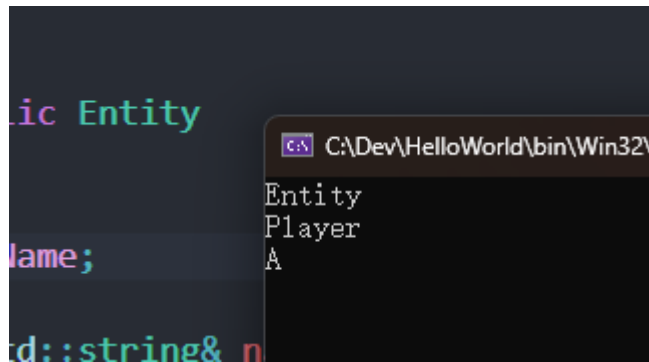 lic Entity
C:\Dev\HelloWorld\bin\Win32\
Entity
Player
A
Name;
td::string& n